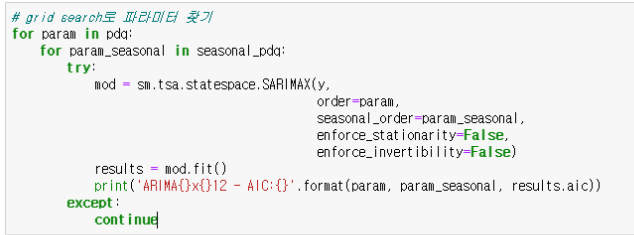 # grid search로 파라미터 찾기
for param in pdq:
    for param_seasonal in seasonal_pdq:
        try:
            mod = sm.tsa.statespace.SARIMAX(y,
                                            order=param,
                                            seasonal_order=param_seasonal,
                                            enforce_stationarity=False,
                                            enforce_invertibility=False)
            results = mod.fit()
            print('ARIMA{}x{}12 - AIC:{}'.format(param, param_seasonal, results.aic))
        except:
            continue